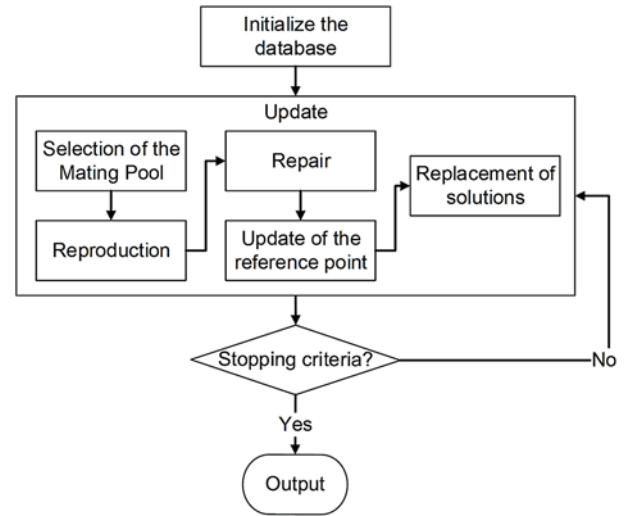 Initialize the
database
Update
Selection of the
Mating Pool
Reproduction
Repair
Update of the
reference point
Replacement of
solutions
Stopping criteria?
No
Yes
Output